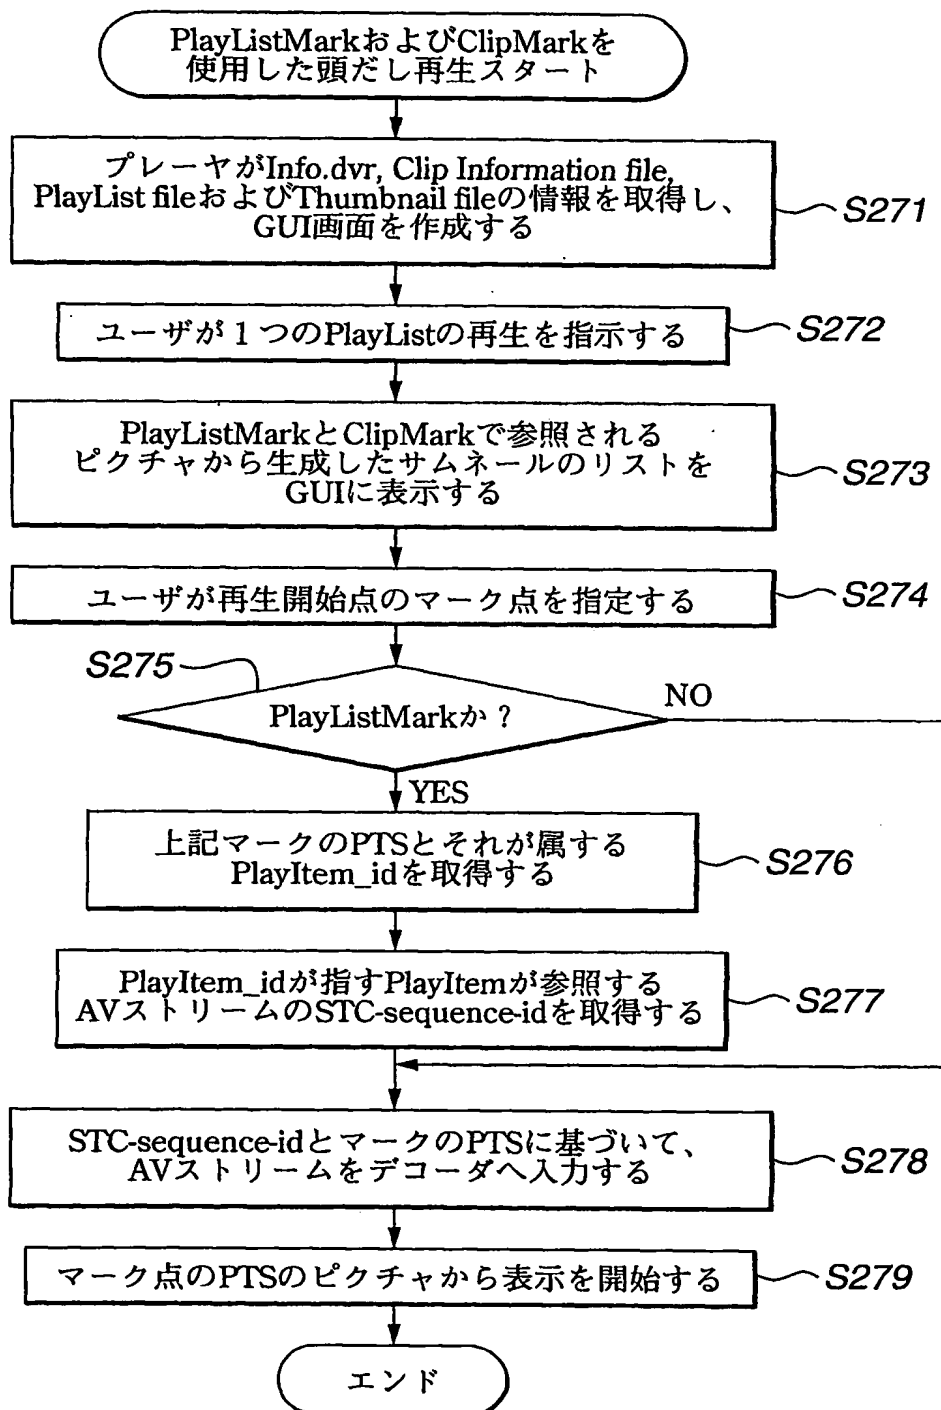 PlayListMarkおよびClipMarkを
使用した頭だし再生スタート
プレーヤがInfo.dvr, Clip Information file,
PlayList fileおよびThumbnail fileの情報を取得し、
GUI画面を作成する
S271
ユーザが1つのPlayListの再生を指示する
S272
PlayListMarkとClipMarkで参照される
ピクチャから生成したサムネールのリストを
GUIに表示する
S273
ユーザが再生開始点のマーク点を指定する
S274
S275
PlayListMarkか?
NO
YES
上記マークのPTSとそれが属する
PlayItem_idを取得する
S276
PlayItem_idが指すPlayItemが参照する
AVストリームのSTC-sequence-idを取得する
S277
STC-sequence-idとマークのPTSに基づいて、
AVストリームをデコーダへ入力する
S278
マーク点のPTSのピクチャから表示を開始する
S279
エンド